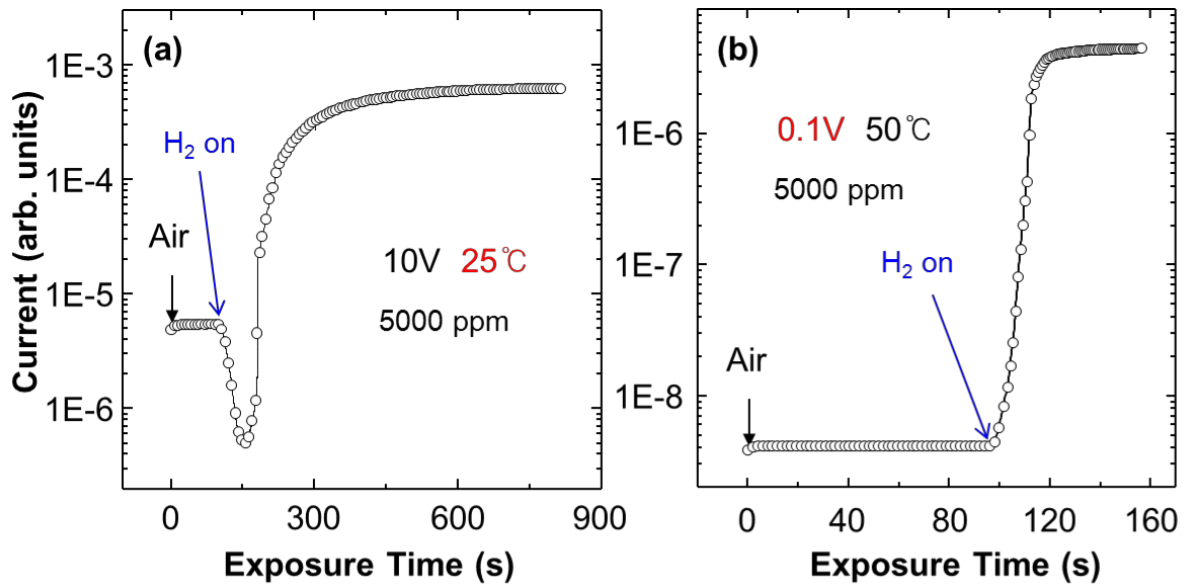 (a)
1E-3
1E-4
1E-5
1E-6
Current (arb. units)
H₂ on
Air
10V 25℃
5000 ppm
0 300 600 900
Exposure Time (s)
(b)
1E-6
1E-7
1E-8
0.1V 50℃
5000 ppm
H₂ on
Air
0 40 80 120 160
Exposure Time (s)